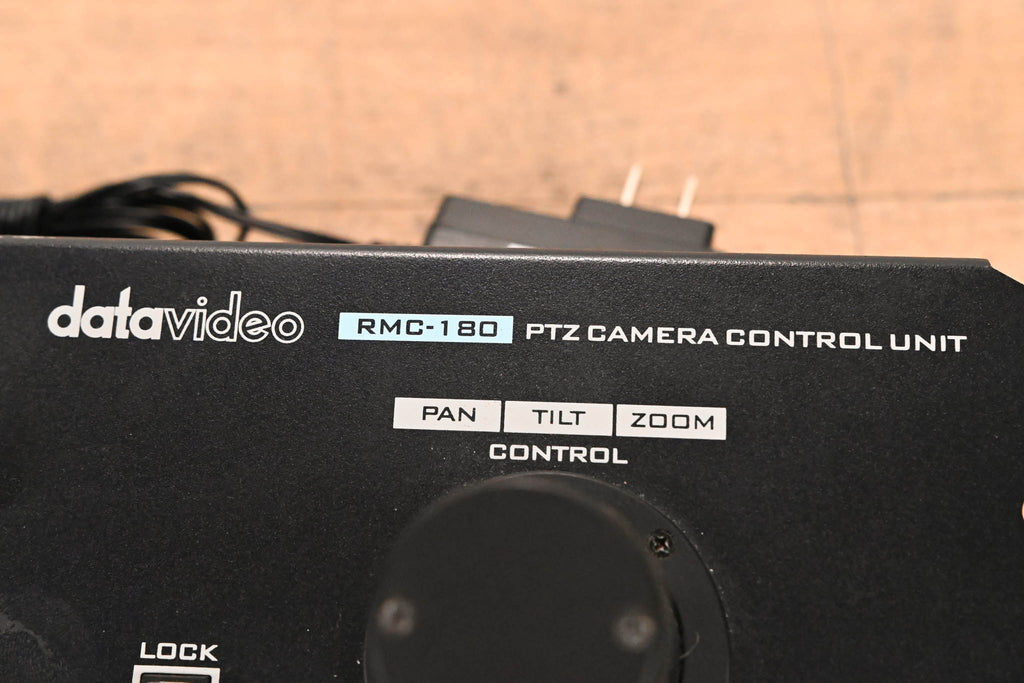 datavideo RMC-180 PTZ CAMERA CONTROL UNIT
PAN TILT ZOOM
CONTROL
LOCK